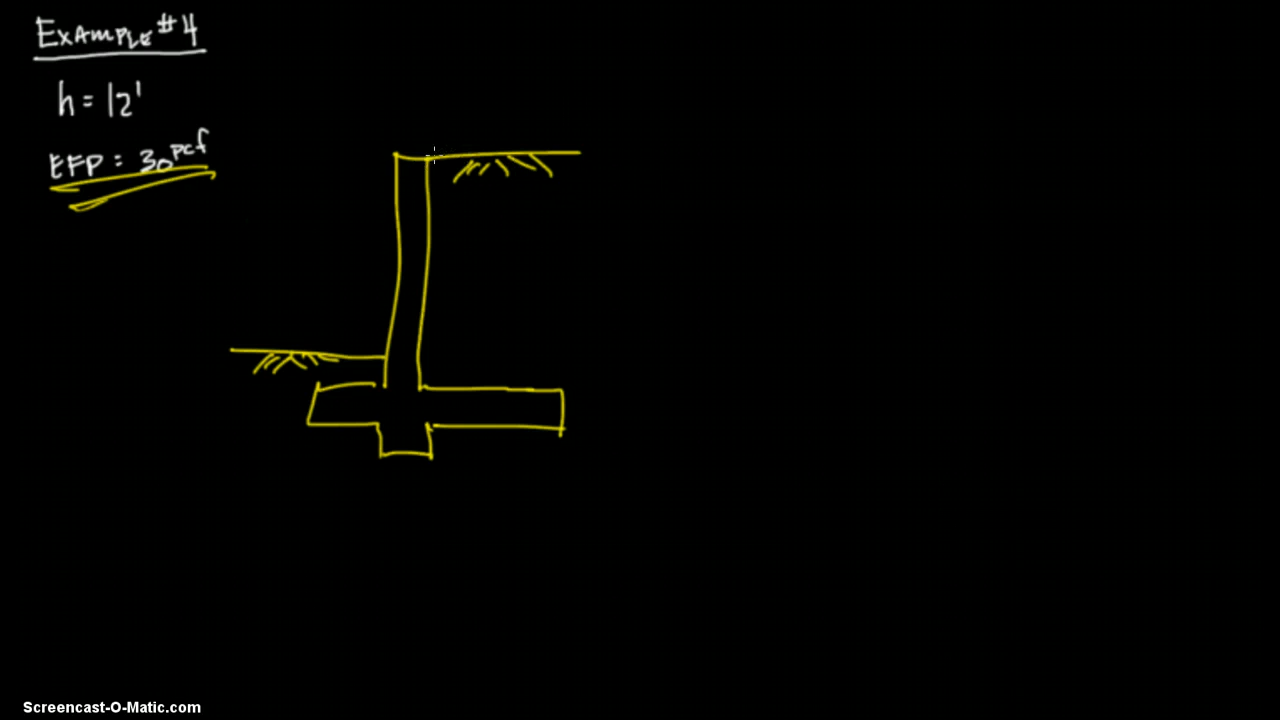 EXAMPLE #4
h = 12'
EFP = 30 pcf
Screencast-O-Matic.com